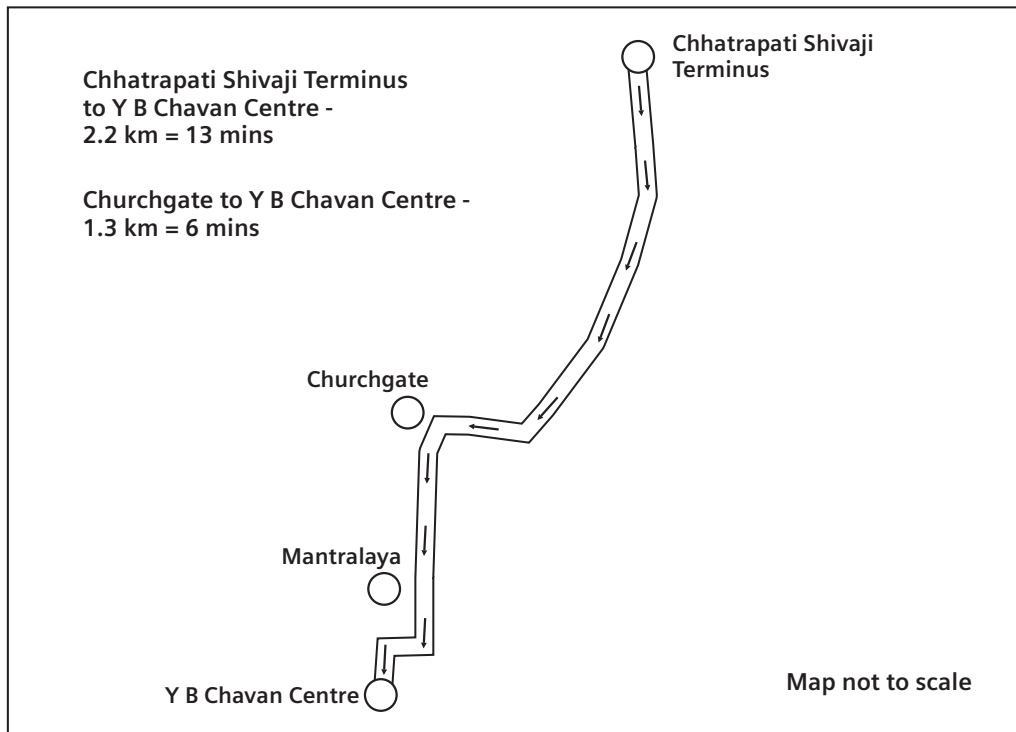 Chhatrapati Shivaji Terminus
to Y B Chavan Centre -
2.2 km = 13 mins
Churchgate to Y B Chavan Centre -
1.3 km = 6 mins
Chhatrapati Shivaji
Terminus
Churchgate
Mantralaya
Y B Chavan Centre
Map not to scale